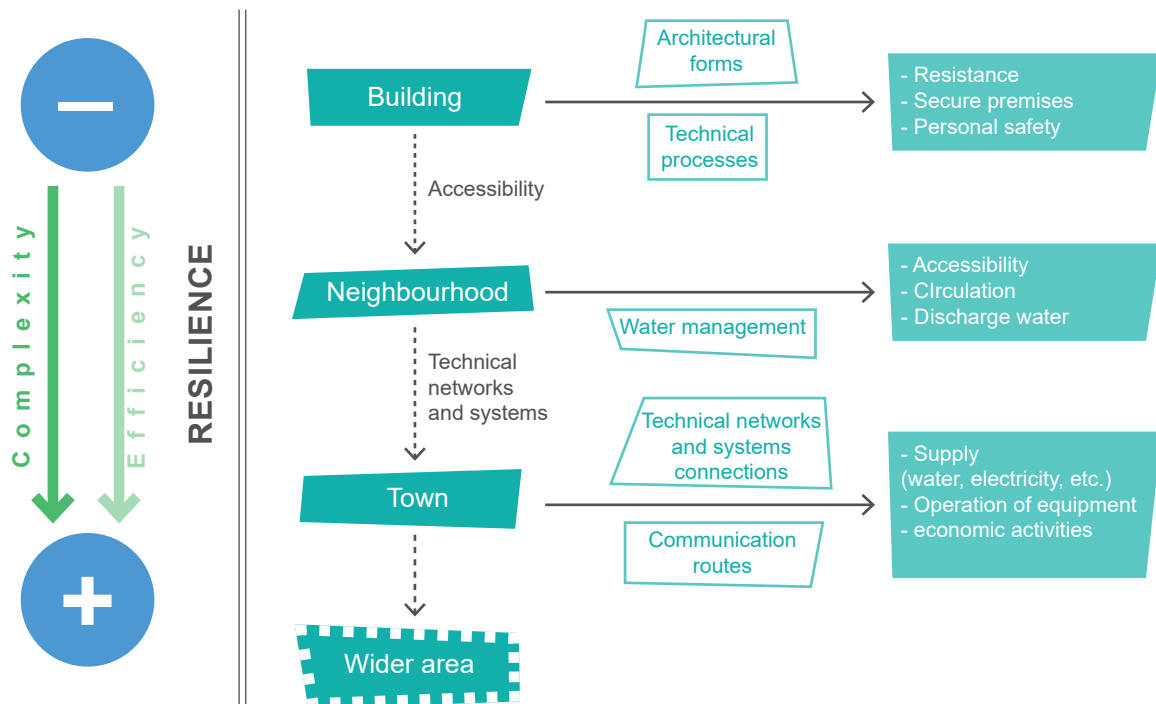 Complexity
Efficiency
RESILIENCE
Building
Architectural
forms
Technical
processes
- Resistance
- Secure premises
- Personal safety
Accessibility
Neighbourhood
Water management
- Accessibility
- CIrculation
- Discharge water
Technical
networks
and systems
Town
Technical networks
and systems
connections
Communication
routes
- Supply
(water, electricity, etc.)
- Operation of equipment
- economic activities
Wider area